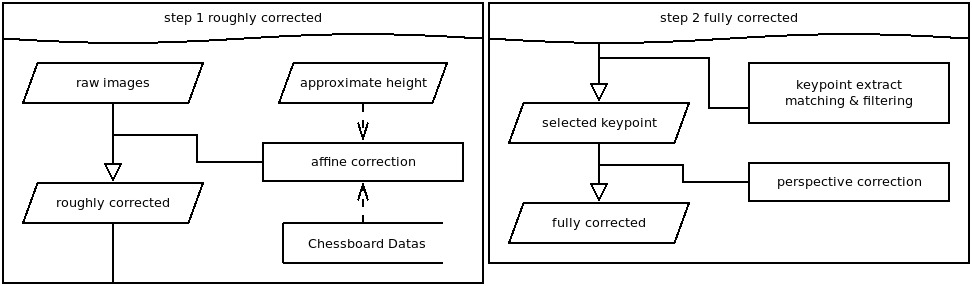 step 1 roughly corrected
raw images
approximate height
affine correction
roughly corrected
Chessboard Datas
step 2 fully corrected
keypoint extract
matching & filtering
selected keypoint
perspective correction
fully corrected